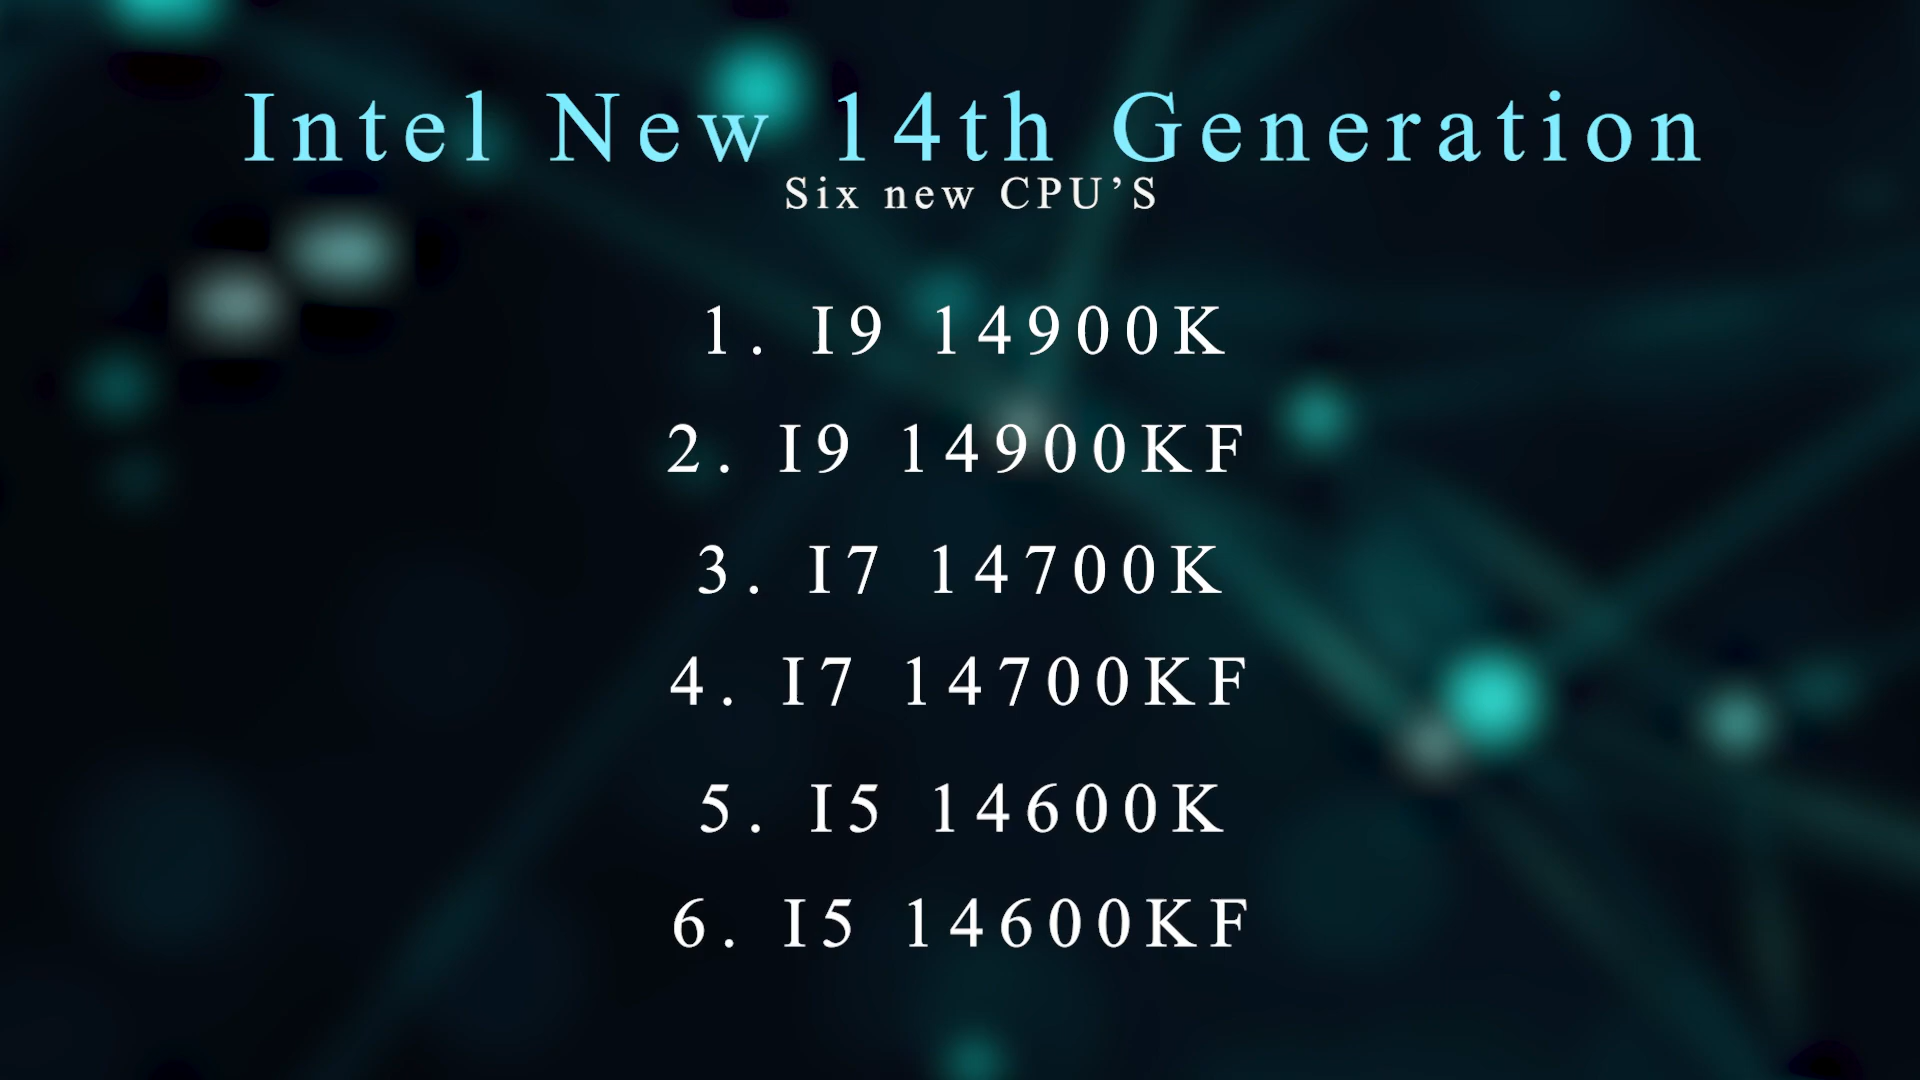 Intel New 14th Generation
Six new CPU’S
1. I9 14900K
2. I9 14900KF
3. I7 14700K
4. I7 14700KF
5. I5 14600K
6. I5 14600KF